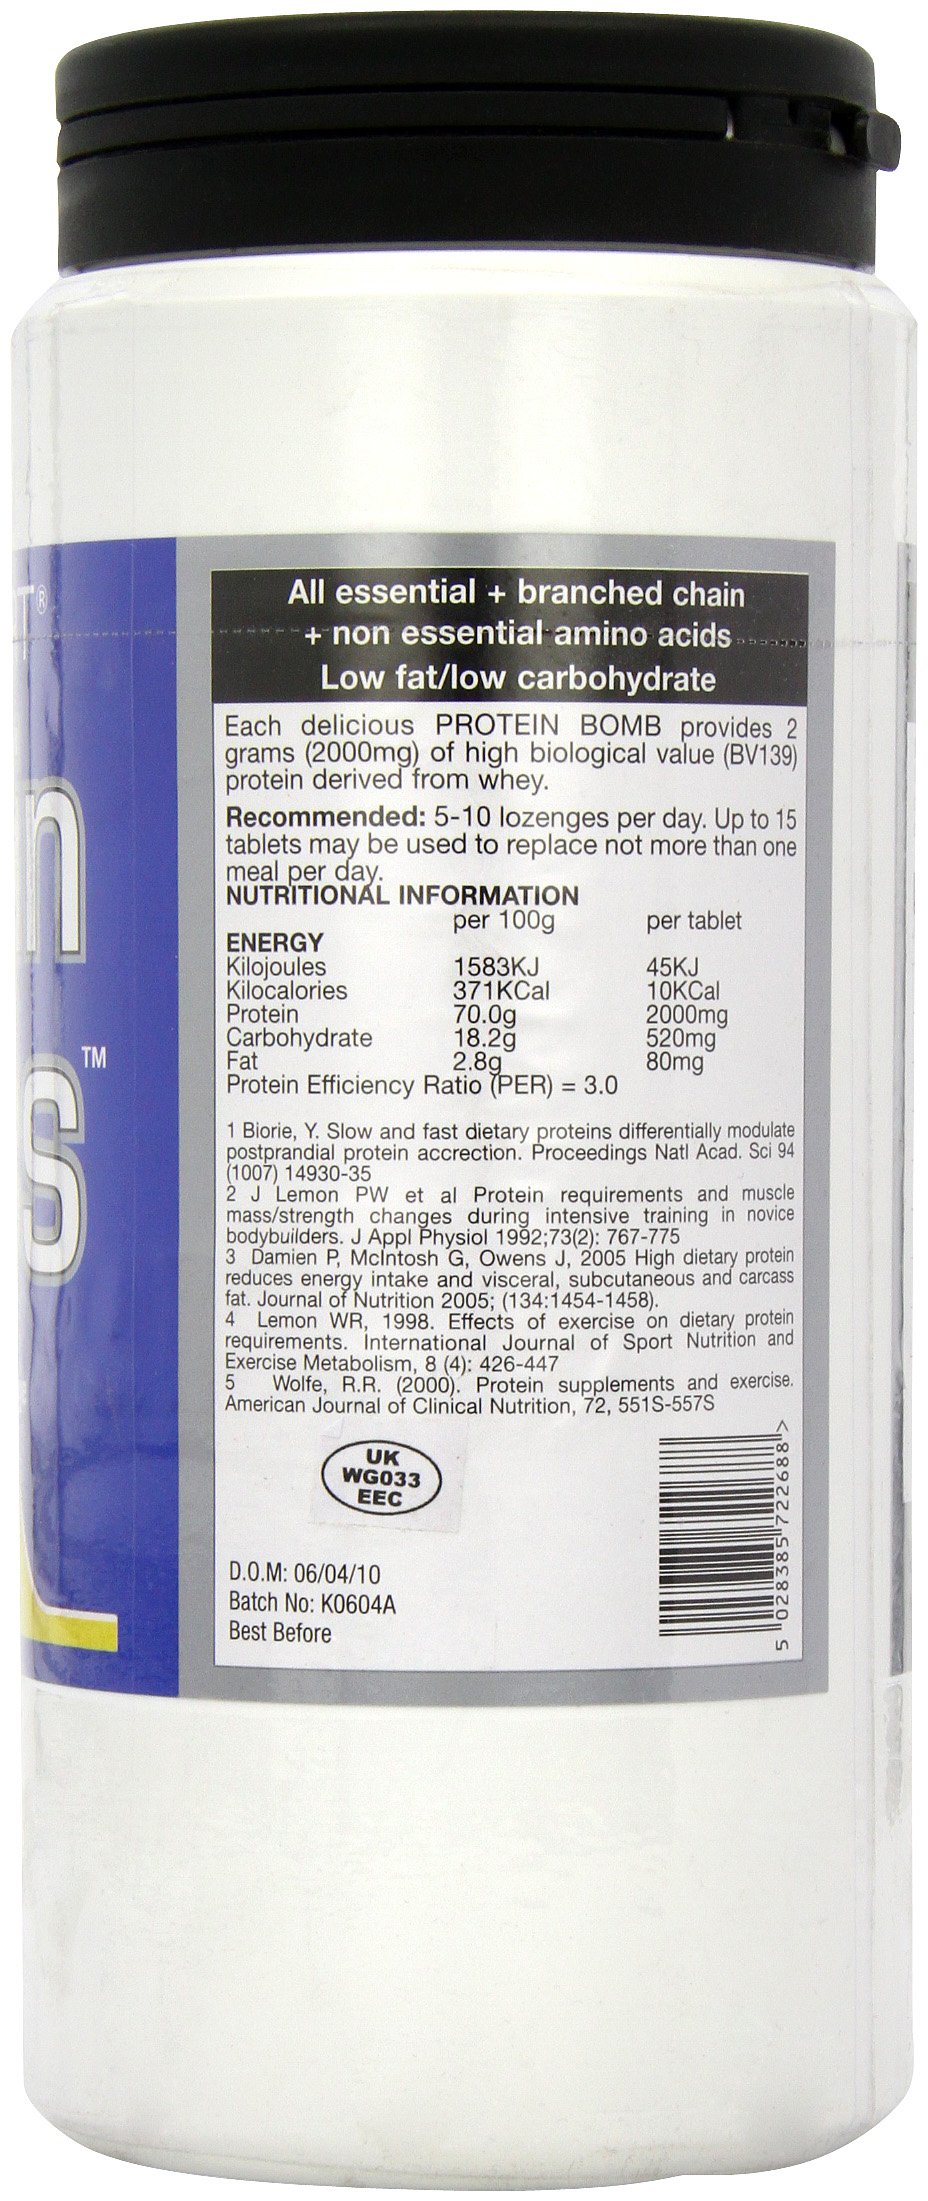 T®
n
s™
All essential + branched chain
+ non essential amino acids
Low fat/low carbohydrate
Each delicious PROTEIN BOMB provides 2
grams (2000mg) of high biological value (BV139)
protein derived from whey.
Recommended: 5-10 lozenges per day. Up to 15
tablets may be used to replace not more than one
meal per day.
NUTRITIONAL INFORMATION
per 100g per tablet
ENERGY
Kilojoules 1583KJ 45KJ
Kilocalories 371KCal 10KCal
Protein 70.0g 2000mg
Carbohydrate 18.2g 520mg
Fat 2.8g 80mg
Protein Efficiency Ratio (PER) = 3.0
1 Biorie, Y. Slow and fast dietary proteins differentially modulate
postprandial protein accrection. Proceedings Natl Acad. Sci 94
(1007) 14930-35
2 J Lemon PW et al Protein requirements and muscle
mass/strength changes during intensive training in novice
bodybuilders. J Appl Physiol 1992;73(2): 767-775
3 Damien P, McIntosh G, Owens J, 2005 High dietary protein
reduces energy intake and visceral, subcutaneous and carcass
fat. Journal of Nutrition 2005; (134:1454-1458).
4 Lemon WR, 1998. Effects of exercise on dietary protein
requirements. International Journal of Sport Nutrition and
Exercise Metabolism, 8 (4): 426-447
5 Wolfe, R.R. (2000). Protein supplements and exercise.
American Journal of Clinical Nutrition, 72, 551S-557S
UK
WG033
EEC
D.O.M: 06/04/10
Batch No: K0604A
Best Before
5 028385 722688 >